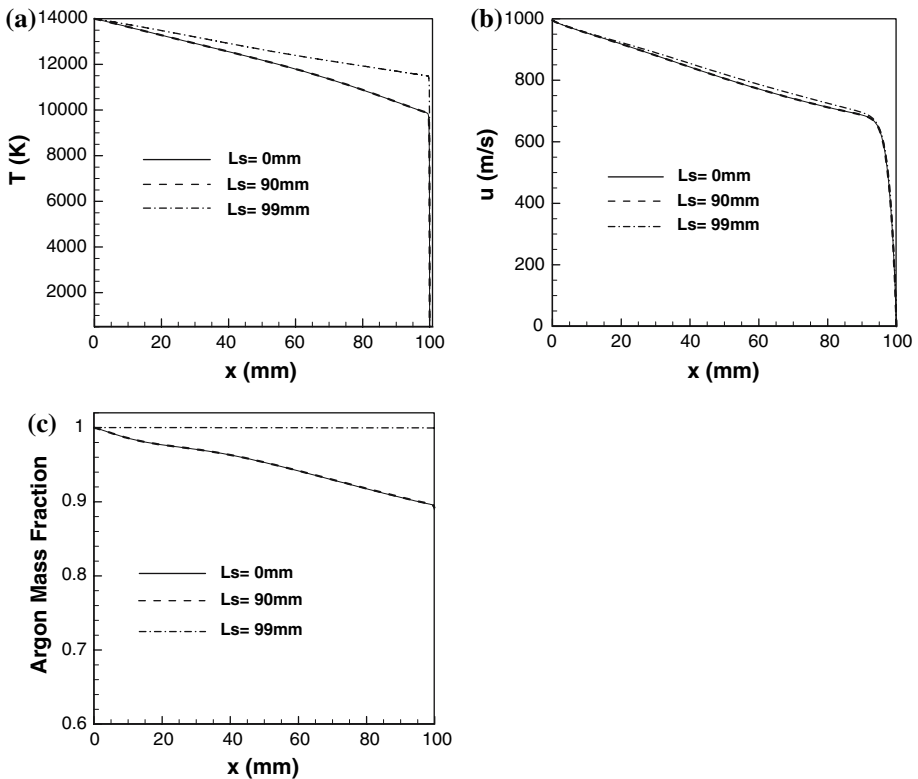 (a)
14000
12000
10000
8000
6000
4000
2000
T (K)
Ls= 0mm
Ls= 90mm
Ls= 99mm
0 20 40 60 80 100
x (mm)
(b)
1000
800
600
400
200
0
u (m/s)
Ls= 0mm
Ls= 90mm
Ls= 99mm
0 20 40 60 80 100
x (mm)
(c)
1
0.9
0.8
0.7
0.6
Argon Mass Fraction
Ls= 0mm
Ls= 90mm
Ls= 99mm
0 20 40 60 80 100
x (mm)